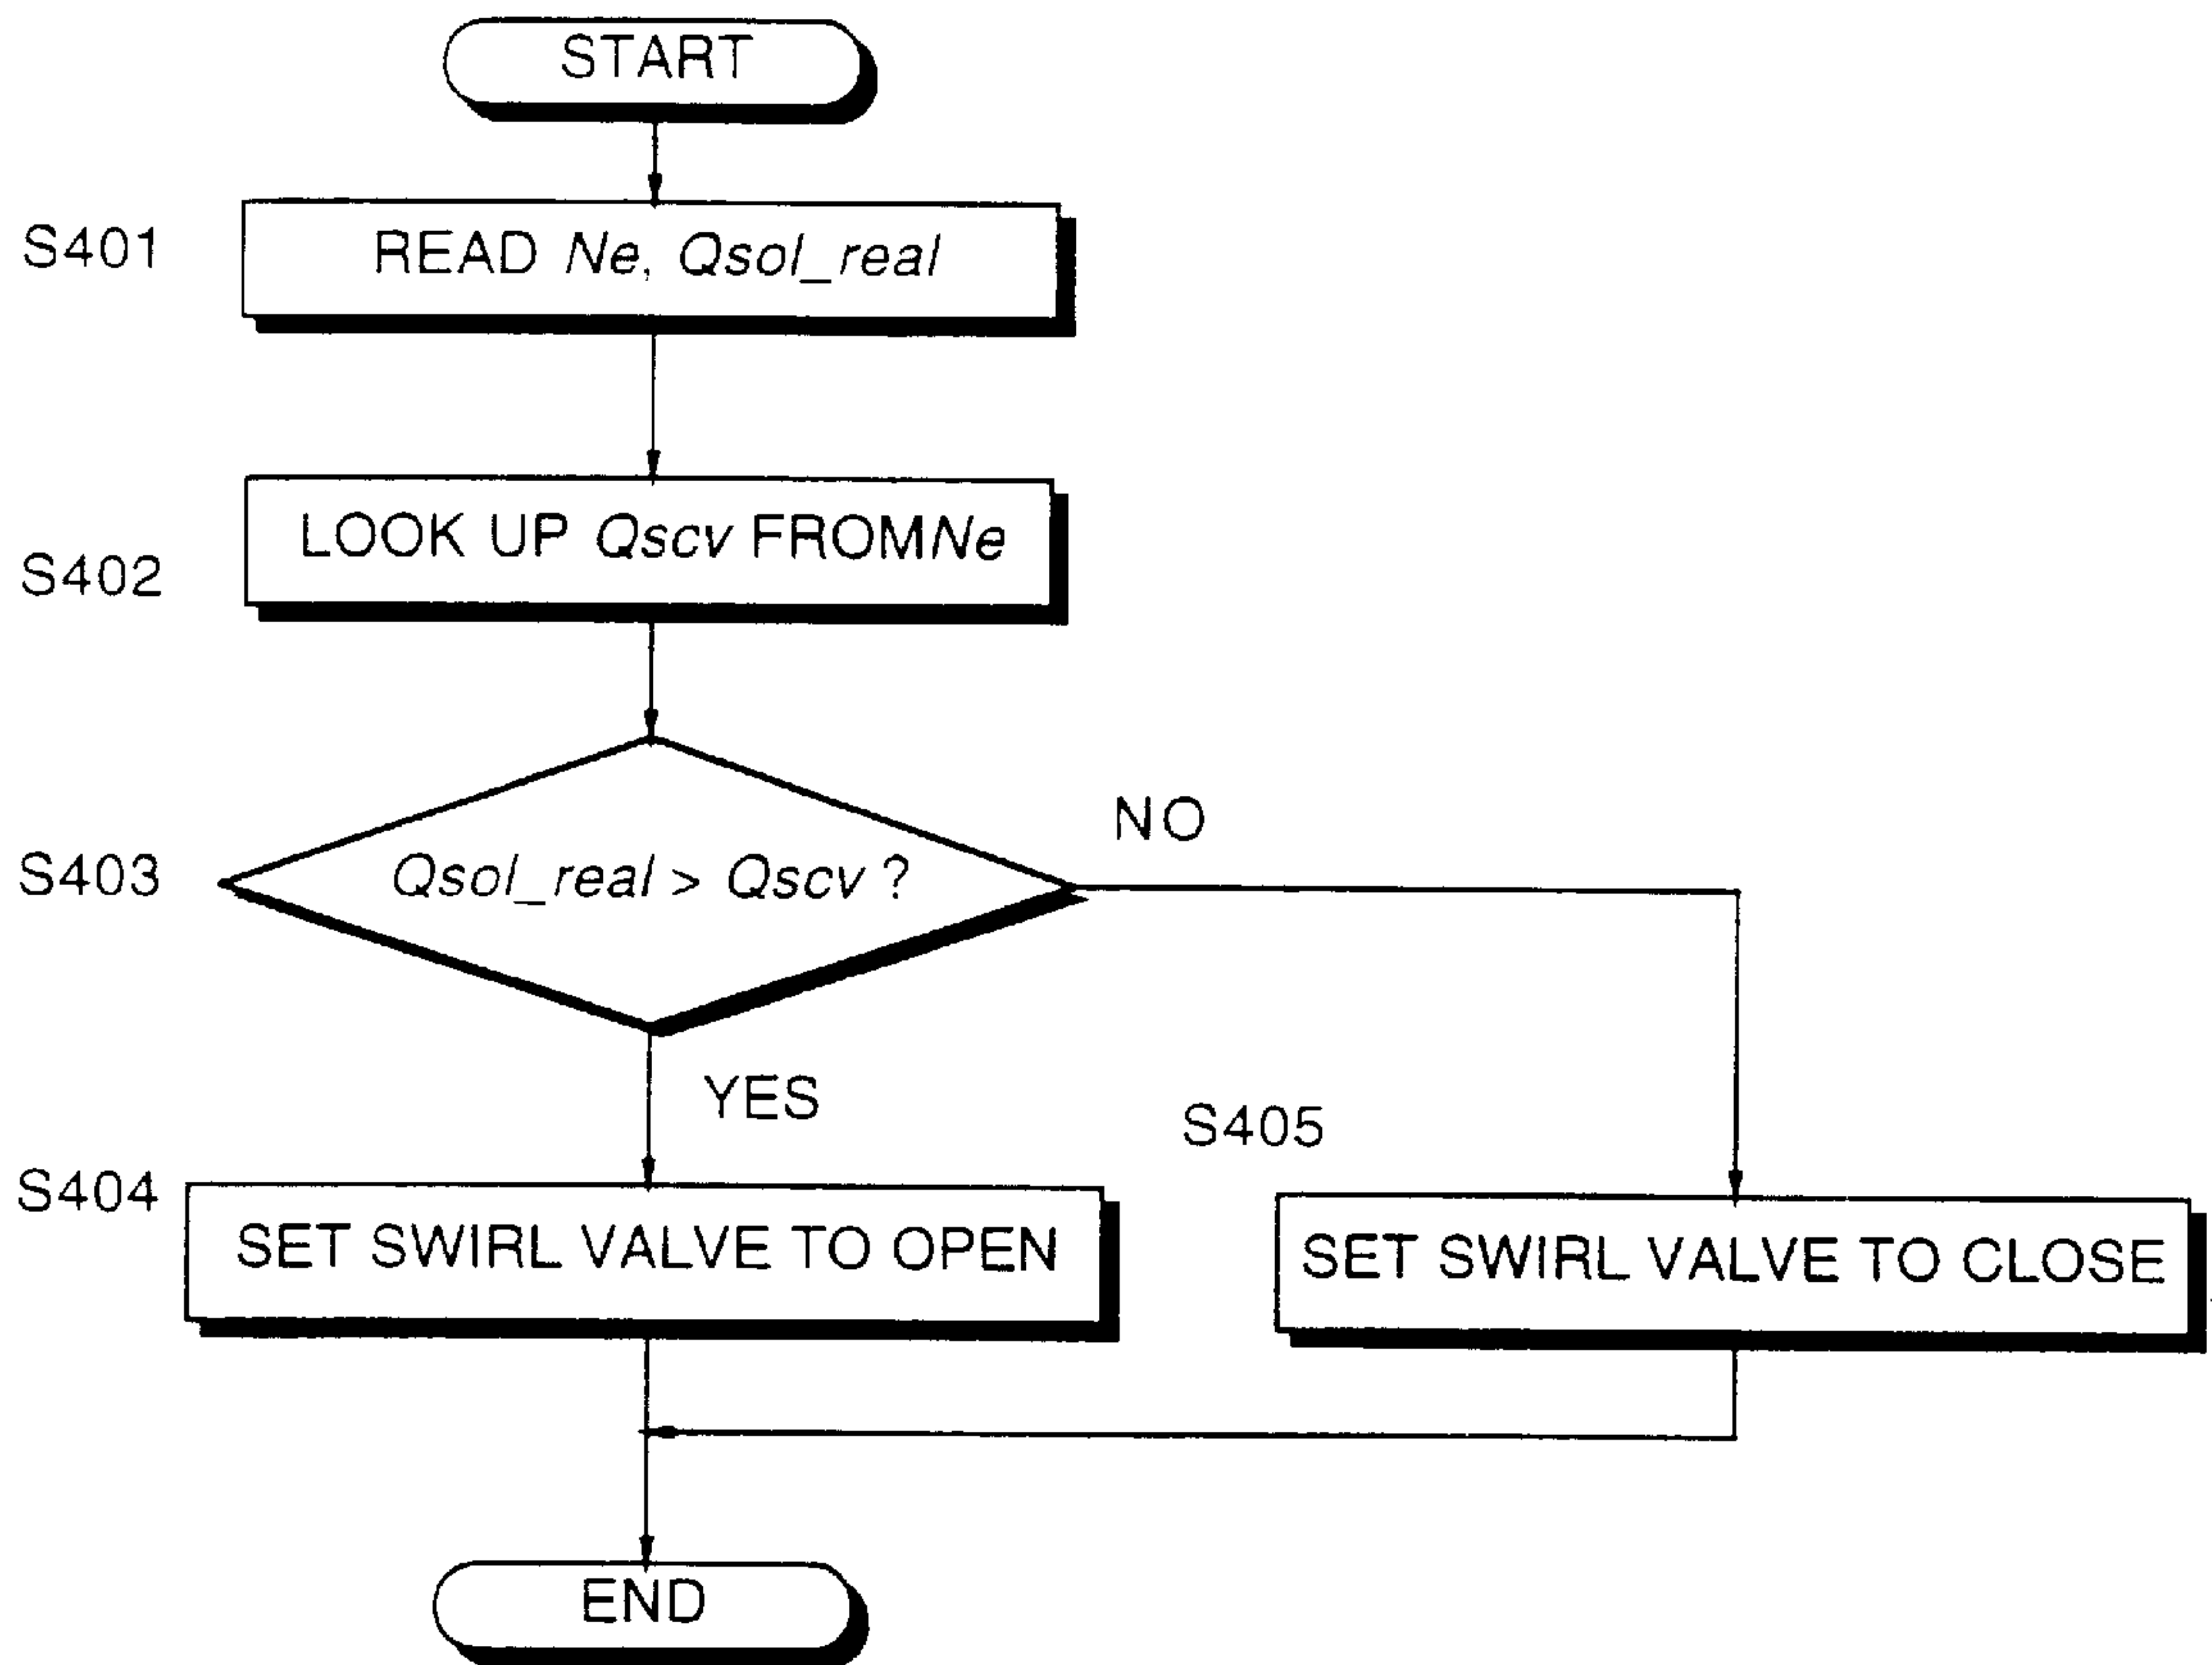 START
S401
READ Ne, Qsol_real
S402
LOOK UP Qscv FROMNe
S403
Qsol_real > Qscv ?
NO
YES
S404
SET SWIRL VALVE TO OPEN
S405
SET SWIRL VALVE TO CLOSE
END